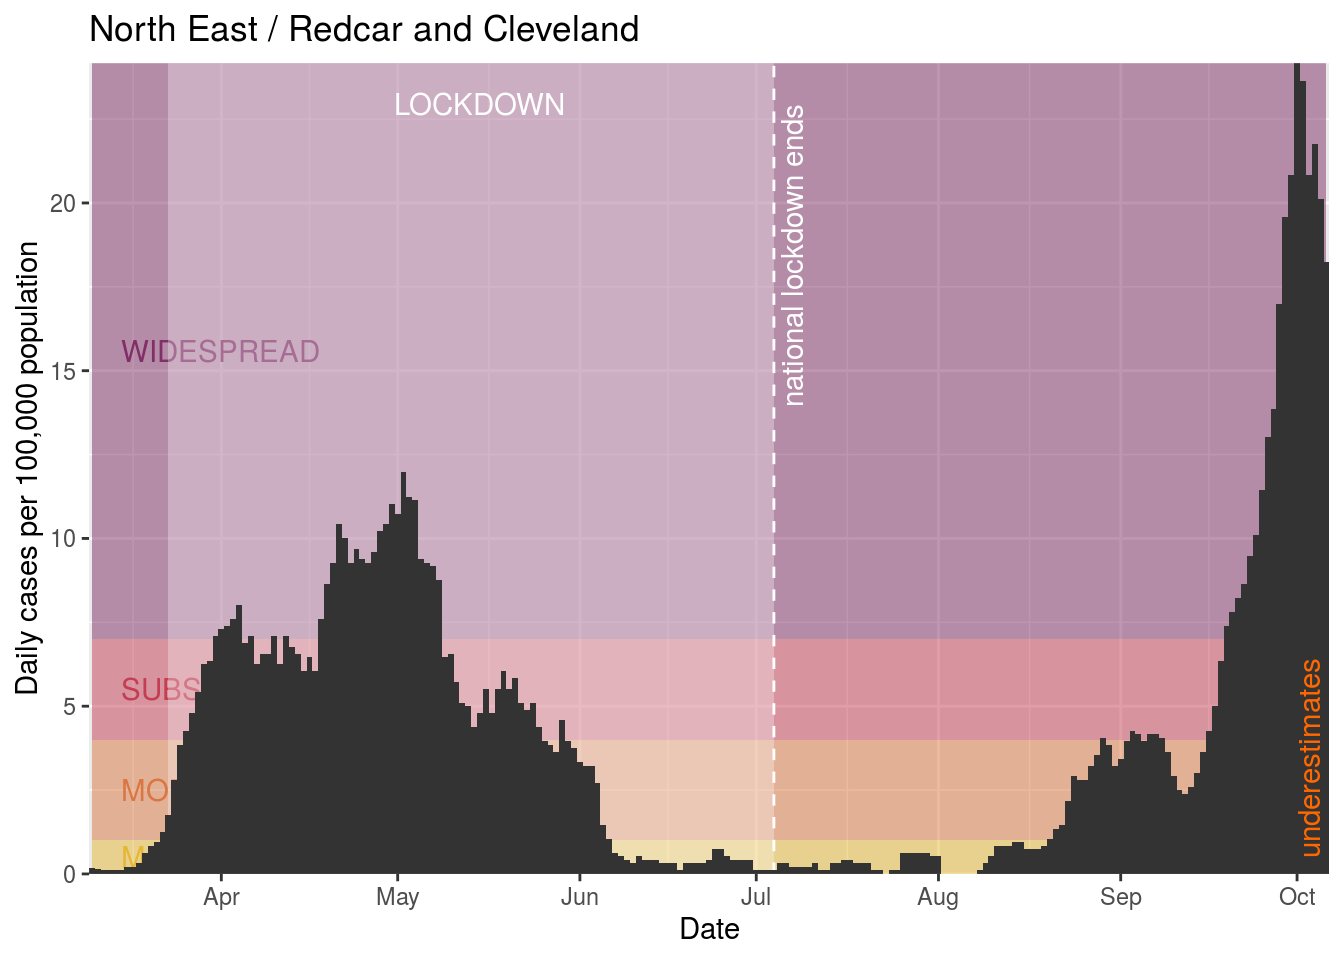 North East / Redcar and Cleveland
LOCKDOWN
national lockdown ends
WIDESPREAD
SUBS
MO
M
underestimates
Daily cases per 100,000 population
20
15
10
5
0
Apr
May
Jun
Jul
Aug
Sep
Oct
Date